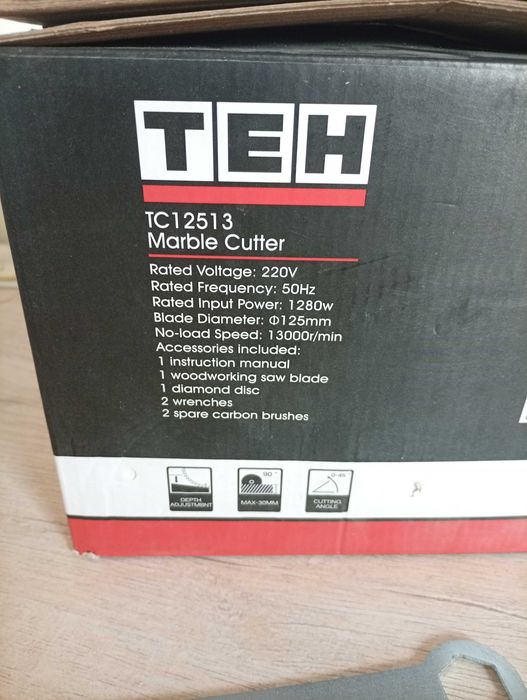 TEH
TC12513
Marble Cutter
Rated Voltage: 220V
Rated Frequency: 50Hz
Rated Input Power: 1280w
Blade Diameter: Φ125mm
No-load Speed: 13000r/min
Accessories included:
1 instruction manual
1 woodworking saw blade
1 diamond disc
2 wrenches
2 spare carbon brushes
90°
0-45
DEPTH
ADJUSTMENT
MAX-30MM
CUTTING
ANGLE